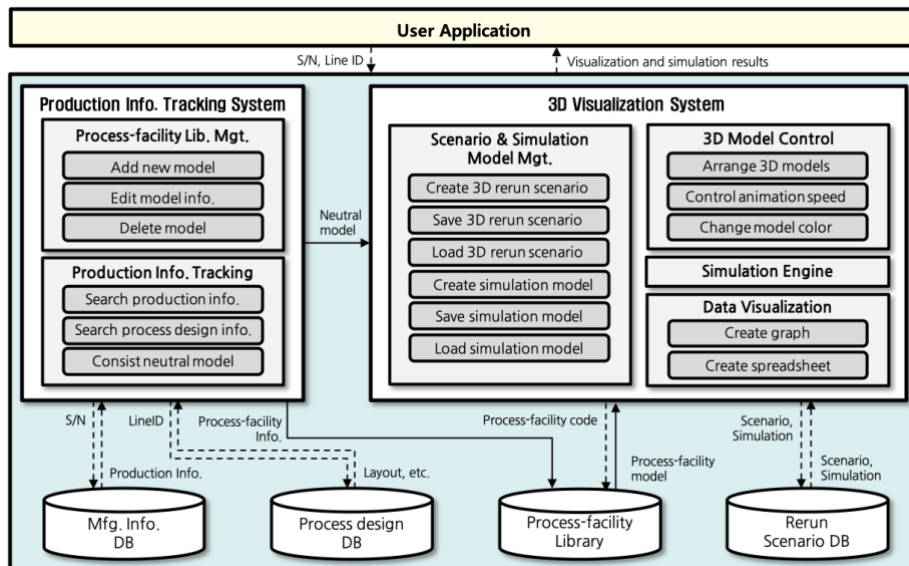 User Application
S/N, Line ID
Visualization and simulation results
Production Info. Tracking System
Process-facility Lib. Mgt.
Add new model
Edit model info.
Delete model
Production Info. Tracking
Search production info.
Search process design info.
Consist neutral model
Neutral
model
3D Visualization System
Scenario & Simulation
Model Mgt.
Create 3D rerun scenario
Save 3D rerun scenario
Load 3D rerun scenario
Create simulation model
Save simulation model
Load simulation model
3D Model Control
Arrange 3D models
Control animation speed
Change model color
Simulation Engine
Data Visualization
Create graph
Create spreadsheet
S/N
Production Info.
LineID
Layout, etc.
Process-facility
Info.
Process-facility code
Process-facility
model
Scenario,
Simulation
Scenario,
Simulation
Mfg. Info.
DB
Process design
DB
Process-facility
Library
Rerun
Scenario DB